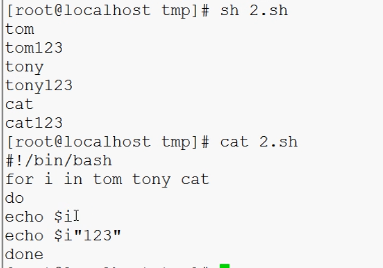 [root@localhost tmp]# sh 2.sh
tom
tom123
tony
tony123
cat
cat123
[root@localhost tmp]# cat 2.sh
#!/bin/bash
for i in tom tony cat
do
echo $i
echo $i"123"
done